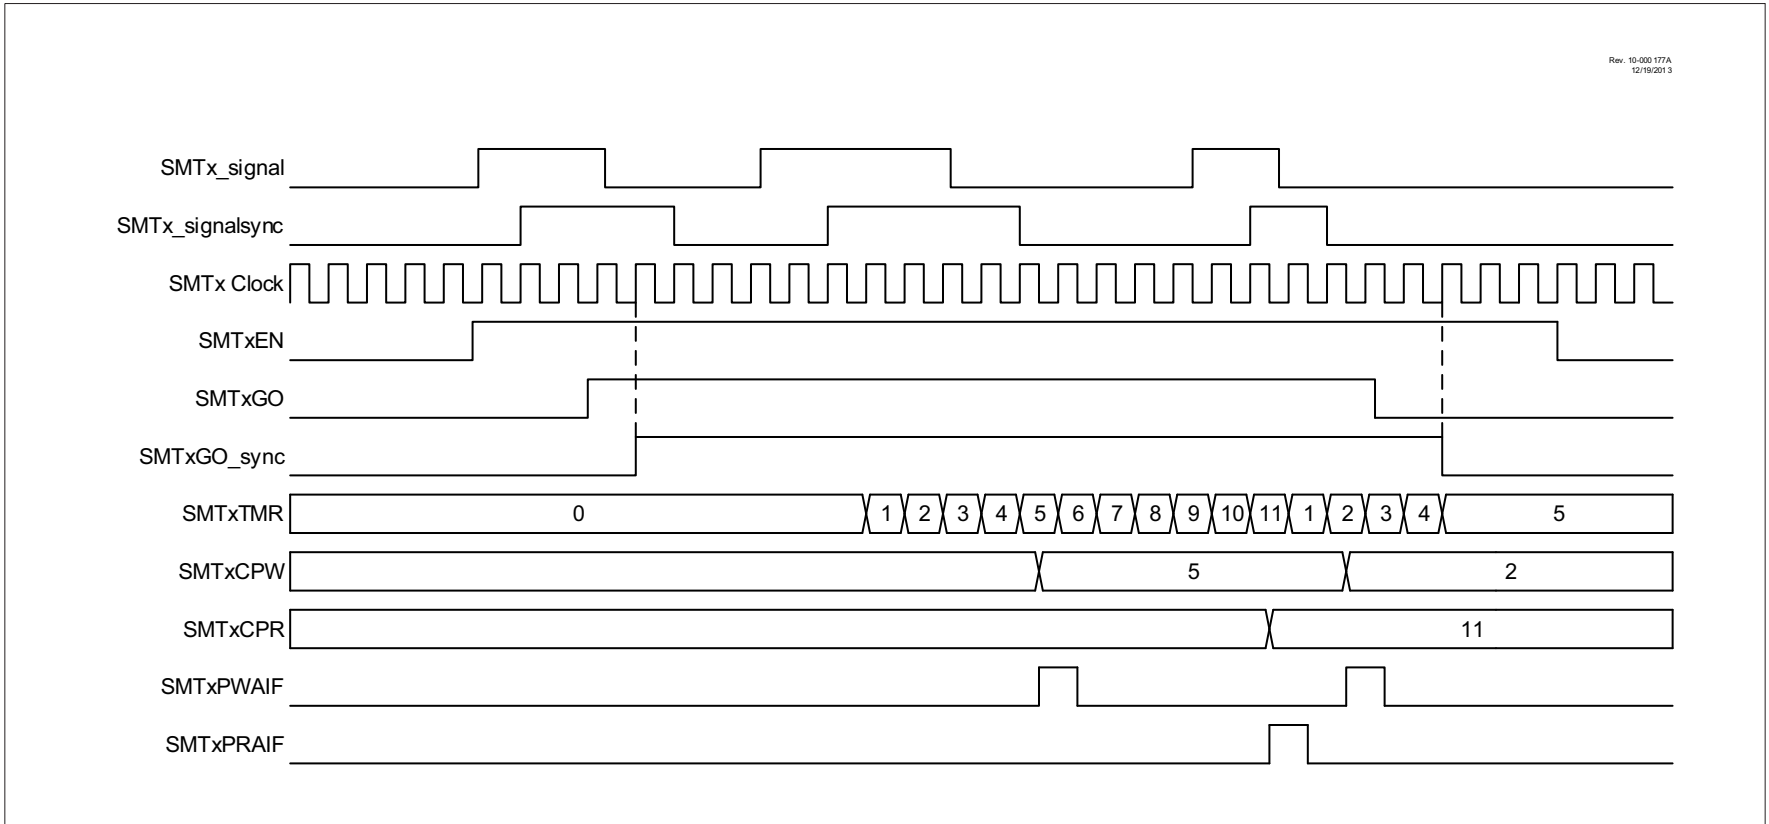 Rev. 10-000 177A
12/19/201 3
SMTx_signal
SMTx_signalsync
SMTx Clock
SMTxEN
SMTxGO
SMTxGO_sync
SMTxTMR 0 1 2 3 4 5 6 7 8 9 10 11 1 2 3 4 5
SMTxCPW 5 2
SMTxCPR 11
SMTxPWAIF
SMTxPRAIF